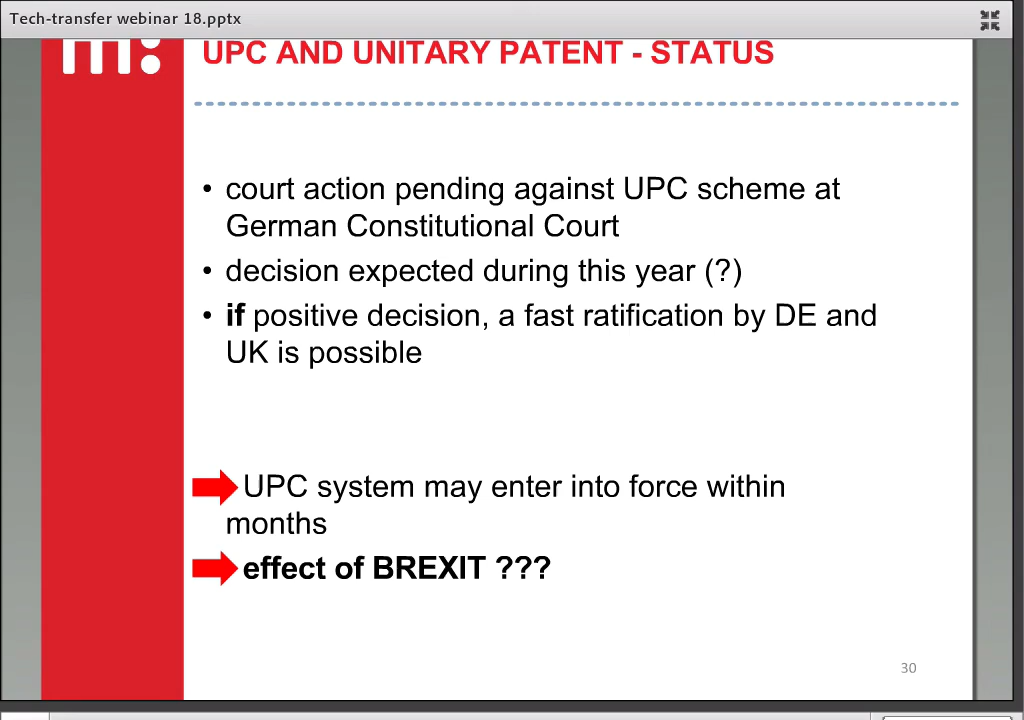 Tech-transfer webinar 18.pptx
m:
UPC AND UNITARY PATENT - STATUS
• court action pending against UPC scheme at
German Constitutional Court
• decision expected during this year (?)
• if positive decision, a fast ratification by DE and
UK is possible
UPC system may enter into force within
months
effect of BREXIT ???
30